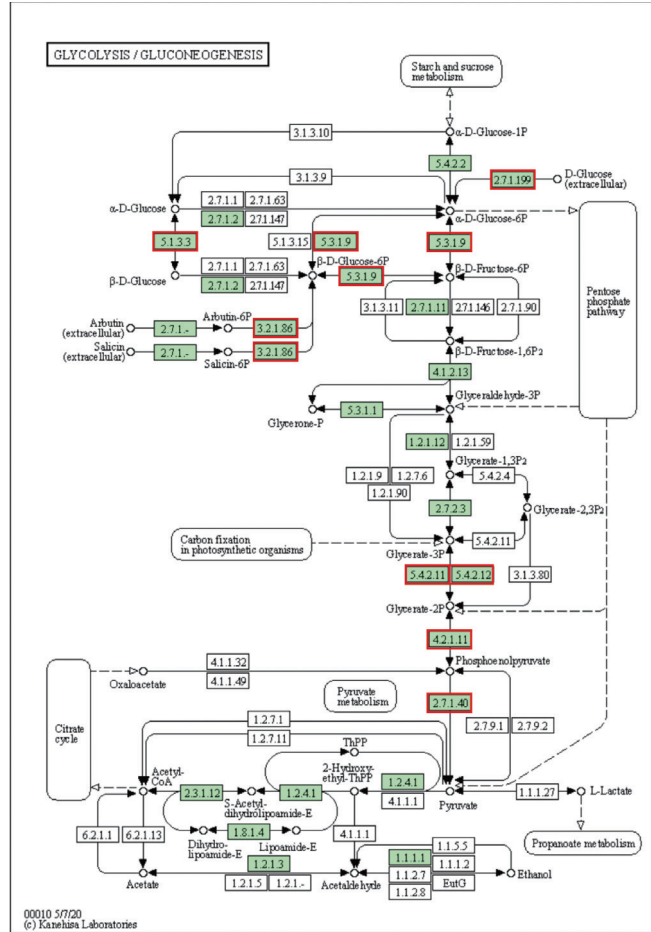 GLYCOLYSIS / GLUCONEOGENESIS
Starch and sucrose
metabolism
3.1.3.10
α-D-Glucose-1P
5.4.2.2
3.1.3.9
2.7.1.199
D-Glucose
(extracellular)
α-D-Glucose
2.7.1.1
2.7.1.63
2.7.1.2
2.7.1.147
α-D-Glucose-6P
5.1.3.3
5.1.3.15
5.3.1.9
5.3.1.9
β-D-Glucose-6P
β-D-Glucose
2.7.1.1
2.7.1.63
2.7.1.2
2.7.1.147
5.3.1.9
β-D-Fructose-6P
Pentose
phosphate
pathway
Arbutin
(extracellular)
2.7.1.-
Arbutin-6P
3.2.1.86
3.1.3.11
2.7.1.11
2.7.1.146
2.7.1.90
Salicin
(extracellular)
2.7.1.-
Salicin-6P
3.2.1.86
β-D-Fructose-1,6P2
4.1.2.13
Glyceraldehyde-3P
Glycerone-P
5.3.1.1
1.2.1.12
1.2.1.59
1.2.1.9
1.2.7.6
1.2.1.90
Glycerate-1,3P2
5.4.2.4
2.7.2.3
Glycerate-2,3P2
Carbon fixation
in photosynthetic organisms
5.4.2.11
Glycerate-3P
5.4.2.11
5.4.2.12
3.1.3.80
Glycerate-2P
4.2.1.11
4.1.1.32
4.1.1.49
Oxaloacetate
Phosphoenolpyruvate
Citrate
cycle
Pyruvate
metabolism
2.7.1.40
1.2.7.1
1.2.7.11
2.7.9.1
2.7.9.2
ThPP
Acetyl-
CoA
2-Hydroxy-
ethyl-ThPP
2.3.1.12
S-Acetyl-
dihydrolipoamide-E
1.2.4.1
1.2.4.1
4.1.1.1
Pyruvate
1.1.1.27
L-Lactate
6.2.1.1
6.2.1.13
Dihydro-
lipoamide-E
1.8.1.4
Lipoamide-E
4.1.1.1
Propanoate metabolism
1.2.1.3
1.1.1.1
1.1.5.5
1.1.1.2
Acetate
1.2.1.5
1.2.1.-
Acetaldehyde
1.1.2.7
EutG
Ethanol
1.1.2.8
00010 5/7/20
(c) Kanehisa Laboratories